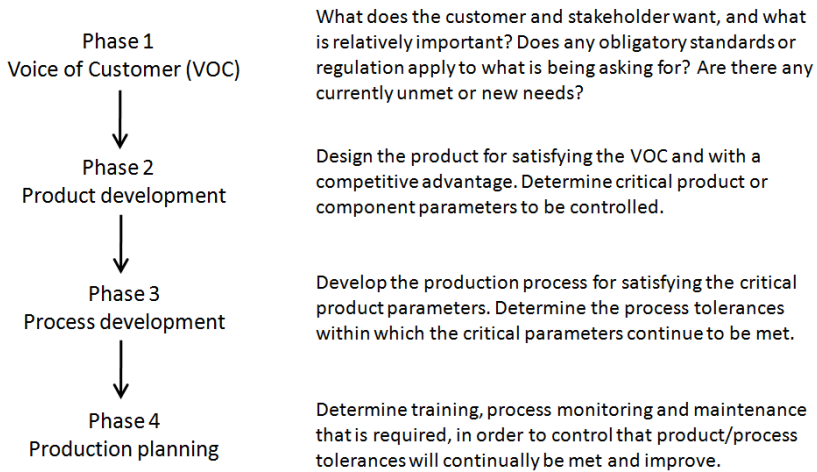 Phase 1
Voice of Customer (VOC)
What does the customer and stakeholder want, and what
is relatively important? Does any obligatory standards or
regulation apply to what is being asking for? Are there any
currently unmet or new needs?
Phase 2
Product development
Design the product for satisfying the VOC and with a
competitive advantage. Determine critical product or
component parameters to be controlled.
Phase 3
Process development
Develop the production process for satisfying the critical
product parameters. Determine the process tolerances
within which the critical parameters continue to be met.
Phase 4
Production planning
Determine training, process monitoring and maintenance
that is required, in order to control that product/process
tolerances will continually be met and improve.